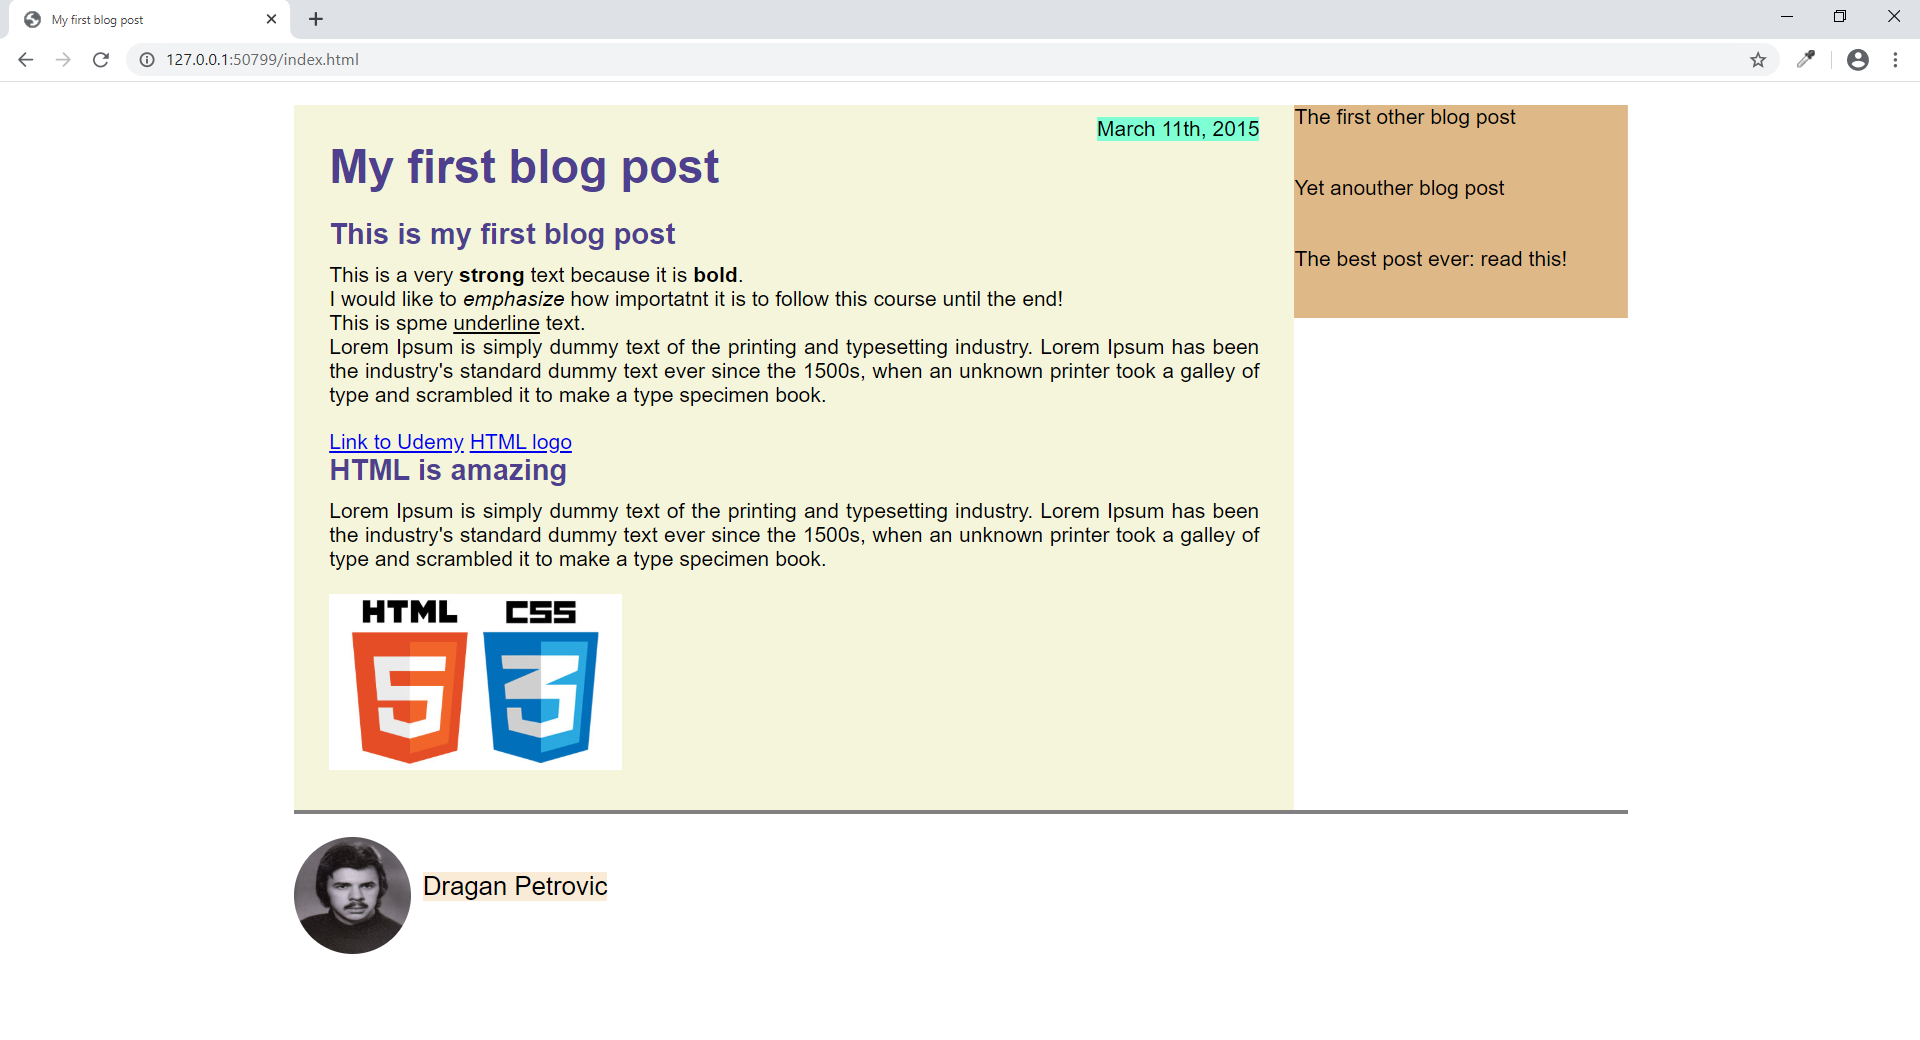 My first blog post
127.0.0.1:50799/index.html
March 11th, 2015
My first blog post
This is my first blog post
This is a very strong text because it is bold.
I would like to emphasize how importatnt it is to follow this course until the end!
This is spme underline text.
Lorem Ipsum is simply dummy text of the printing and typesetting industry. Lorem Ipsum has been
the industry's standard dummy text ever since the 1500s, when an unknown printer took a galley of
type and scrambled it to make a type specimen book.
Link to Udemy HTML logo
HTML is amazing
Lorem Ipsum is simply dummy text of the printing and typesetting industry. Lorem Ipsum has been
the industry's standard dummy text ever since the 1500s, when an unknown printer took a galley of
type and scrambled it to make a type specimen book.
HTML CSS
5 3
The first other blog post
Yet anouther blog post
The best post ever: read this!
Dragan Petrovic